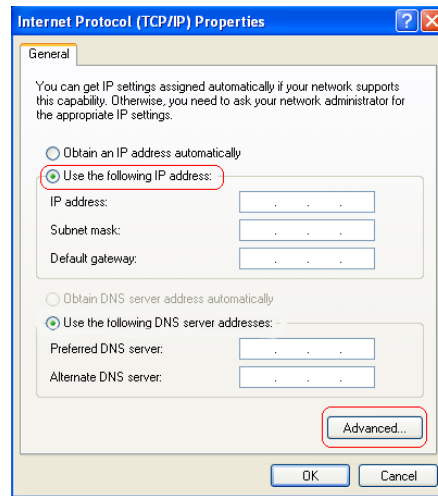 Internet Protocol (TCP/IP) Properties
General
You can get IP settings assigned automatically if your network supports
this capability. Otherwise, you need to ask your network administrator for
the appropriate IP settings.
Obtain an IP address automatically
Use the following IP address:
IP address:
Subnet mask:
Default gateway:
Obtain DNS server address automatically
Use the following DNS server addresses:
Preferred DNS server:
Alternate DNS server:
Advanced...
OK
Cancel